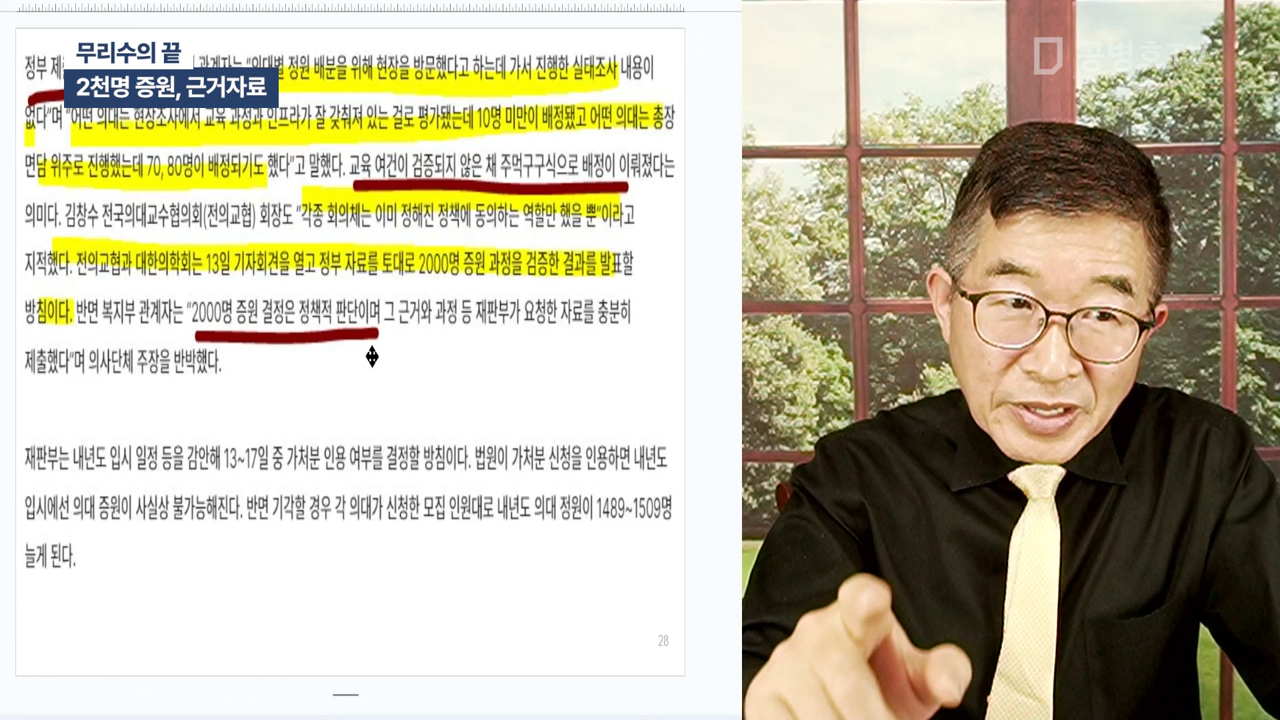 무리수의 끝
2천명 증원, 근거자료
정부 제 관계자는 “의대별 정원 배분을 위해 현장을 방문했다고 하는데 가서 진행한 실태조사 내용이
없다”며 “어떤 의대는 현장조사에서 교육 과정과 인프라가 잘 갖춰져 있는 걸로 평가됐는데 10명 미만이 배정됐고 어떤 의대는 총장
면담 위주로 진행했는데 70, 80명이 배정되기도 했다”고 말했다. 교육 여건이 검증되지 않은 채 주먹구구식으로 배정이 이뤄졌다는
의미다. 김창수 전국의대교수협의회(전의교협) 회장도 “각종 회의체는 이미 정해진 정책에 동의하는 역할만 했을 뿐”이라고
지적했다. 전의교협과 대한의학회는 13일 기자회견을 열고 정부 자료를 토대로 2000명 증원 과정을 검증한 결과를 발표할
방침이다. 반면 복지부 관계자는 “2000명 증원 결정은 정책적 판단이며 그 근거와 과정 등 재판부가 요청한 자료를 충분히
제출했다”며 의사단체 주장을 반박했다.
재판부는 내년도 입시 일정 등을 감안해 13~17일 중 가처분 인용 여부를 결정할 방침이다. 법원이 가처분 신청을 인용하면 내년도
입시에선 의대 증원이 사실상 불가능해진다. 반면 기각할 경우 각 의대가 신청한 모집 인원대로 내년도 의대 정원이 1489~1509명
늘게 된다.
28
공병호